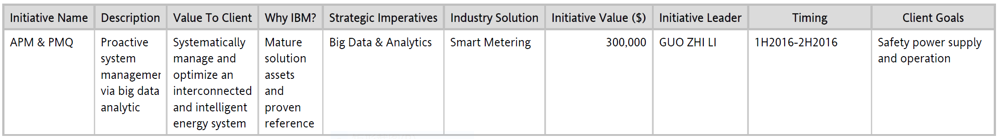 Initiative Name Description Value To Client Why IBM? Strategic Imperatives Industry Solution Initiative Value ($) Initiative Leader Timing Client Goals
APM & PMQ Proactive Systematically Mature Big Data & Analytics Smart Metering 300,000 GUO ZHI LI 1H2016-2H2016 Safety power supply
system manage and solution and operation
managemen optimize an assets
via big data interconnected and
analytic and intelligent proven
energy system reference